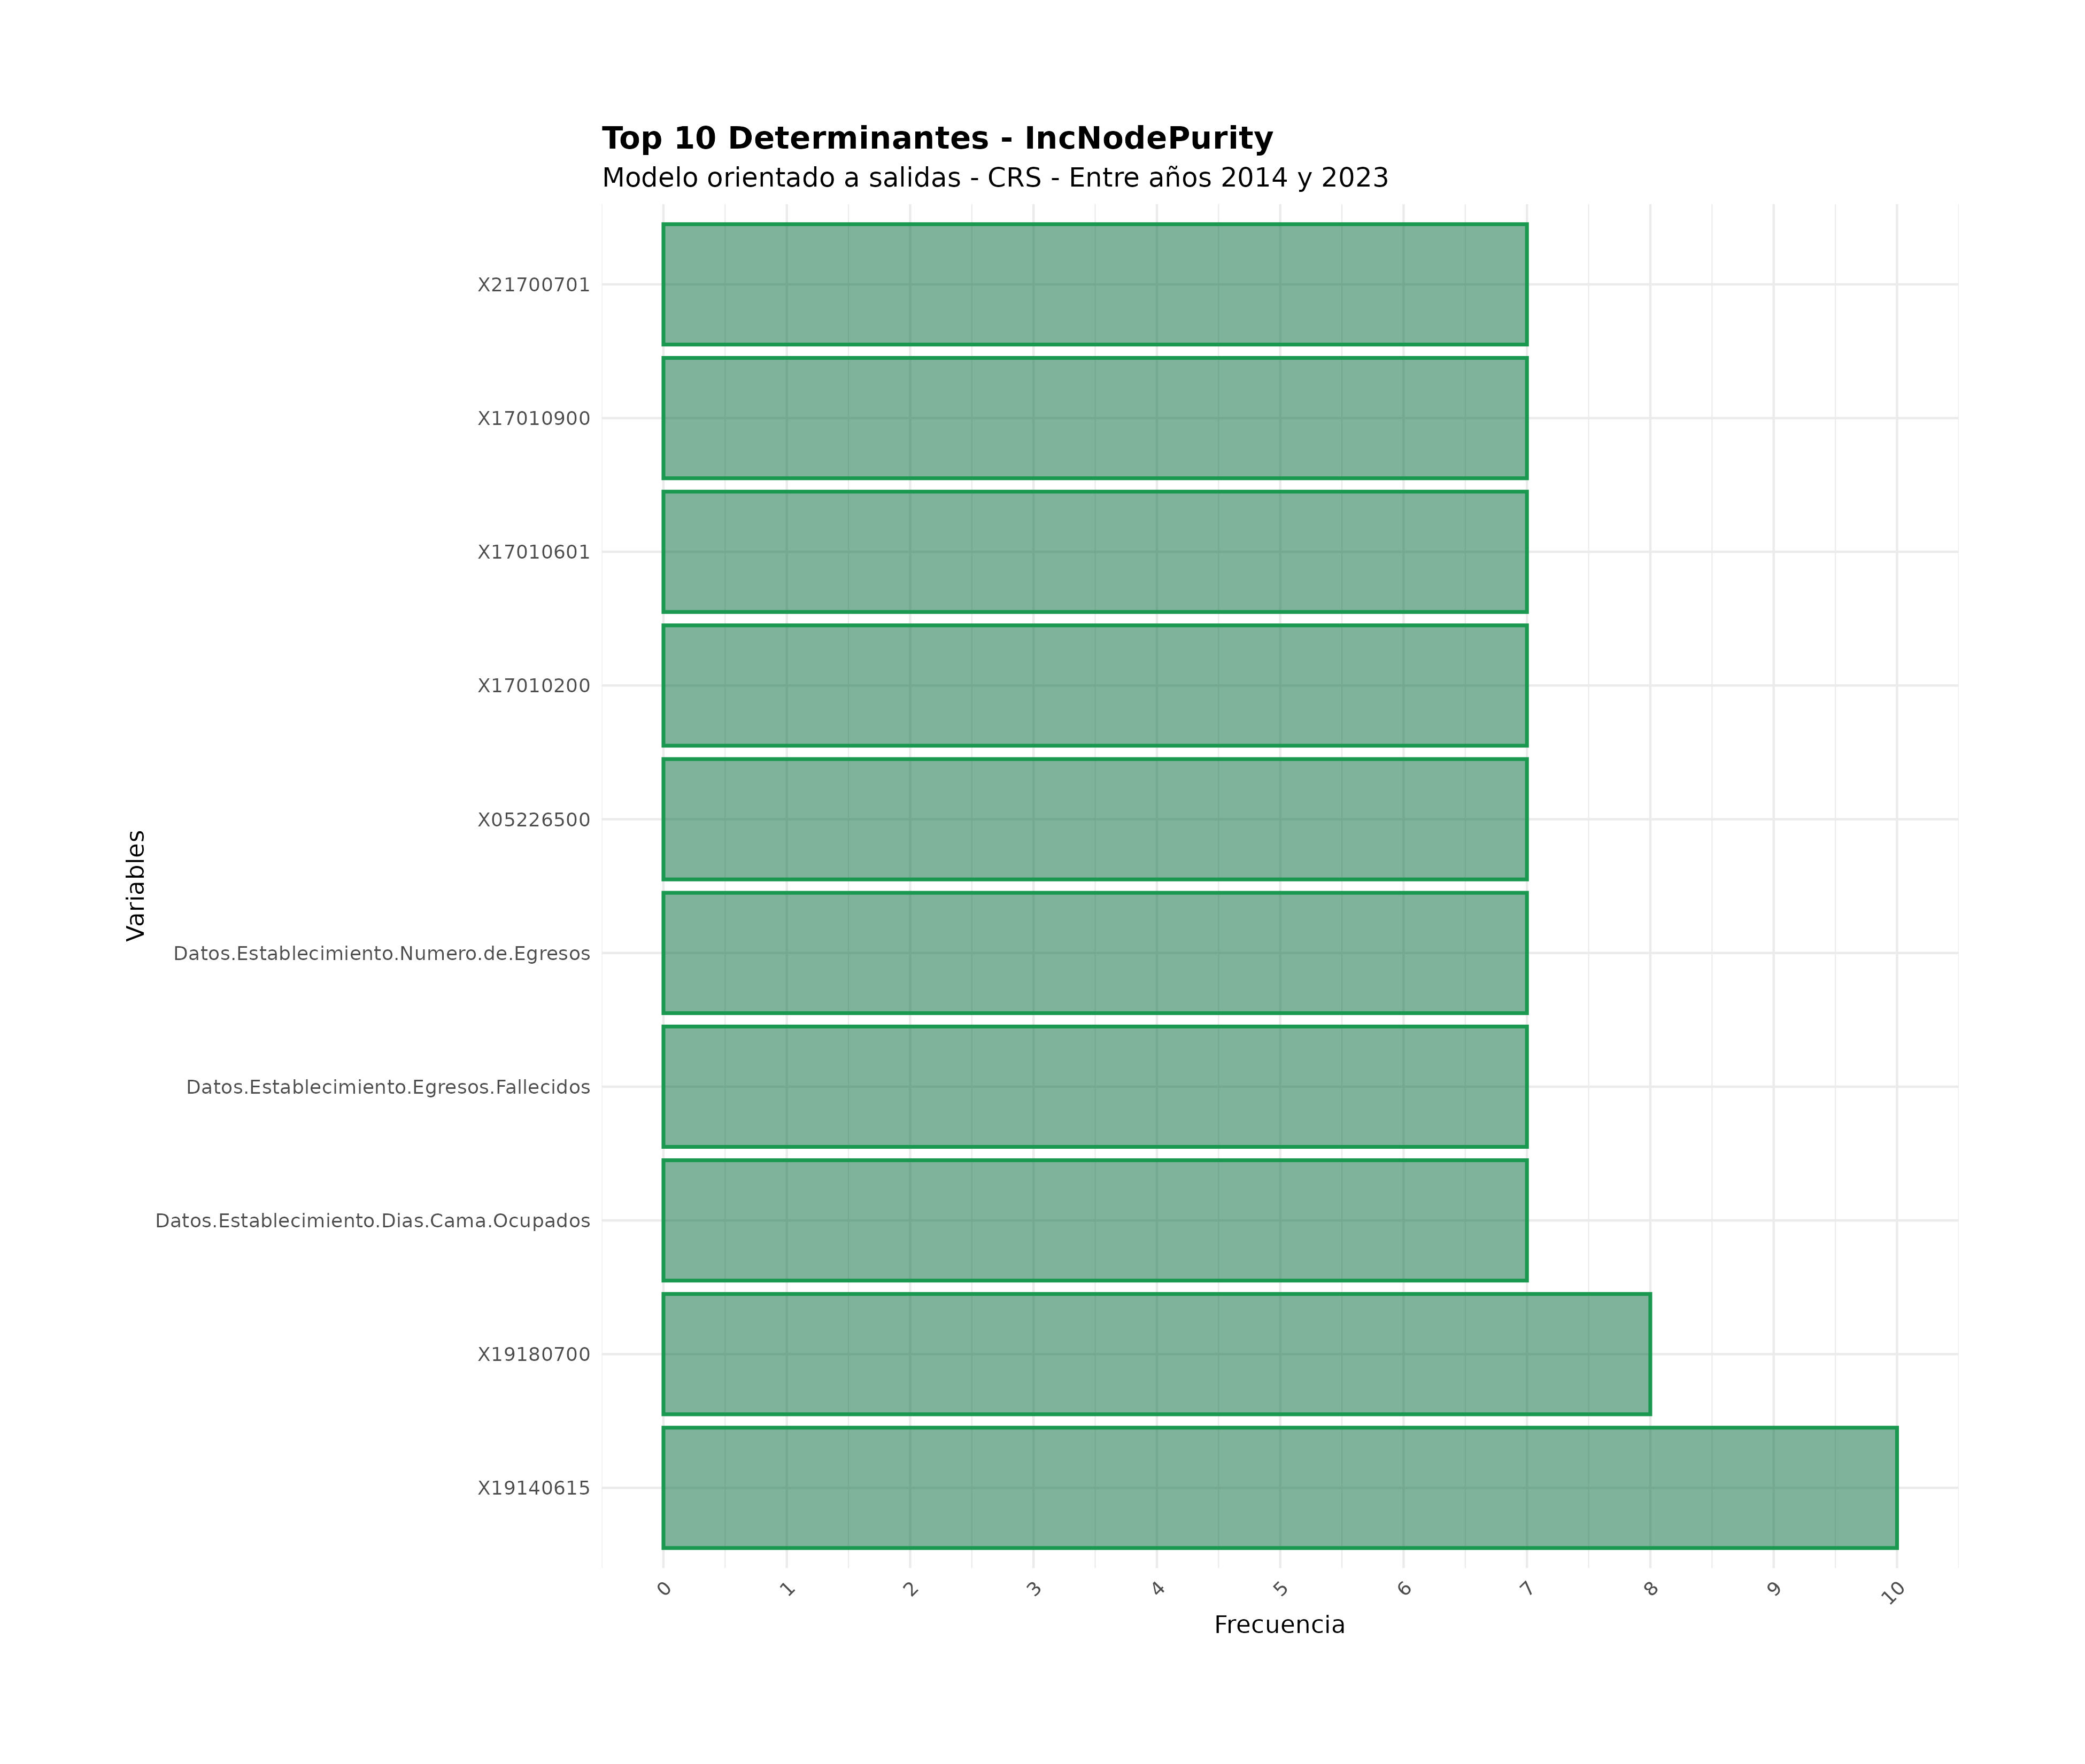 Top 10 Determinantes - IncNodePurity
Modelo orientado a salidas - CRS - Entre años 2014 y 2023
Variables
X21700701
X17010900
X17010601
X17010200
X05226500
Datos.Establecimiento.Numero.de.Egresos
Datos.Establecimiento.Egresos.Fallecidos
Datos.Establecimiento.Dias.Cama.Ocupados
X19180700
X19140615
0 1 2 3 4 5 6 7 8 9 10
Frecuencia